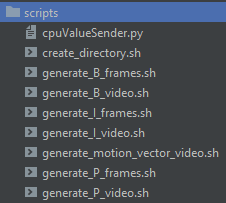 scripts
cpuValueSender.py
create_directory.sh
generate_B_frames.sh
generate_B_video.sh
generate_I_frames.sh
generate_I_video.sh
generate_motion_vector_video.sh
generate_P_frames.sh
generate_P_video.sh